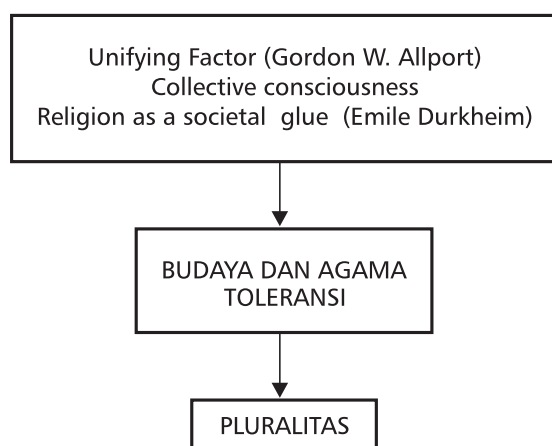 Unifying Factor (Gordon W. Allport)
Collective consciousness
Religion as a societal glue (Emile Durkheim)
BUDAYA DAN AGAMA
TOLERANSI
PLURALITAS